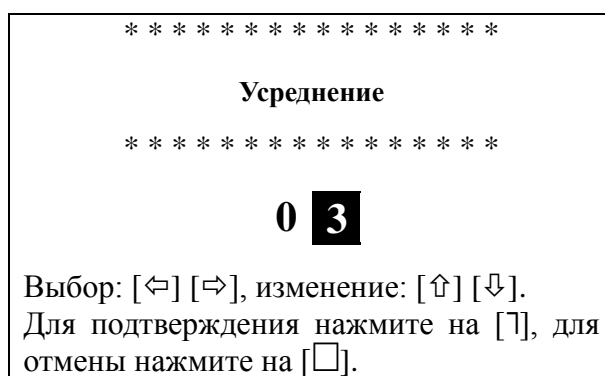 * * * * * * * * * * * * * * * *
Усреднение
* * * * * * * * * * * * * * * *
0 3
Выбор: [⇦] [⇨], изменение: [⇧] [⇩].
Для подтверждения нажмите на [⅂], для
отмены нажмите на [☐].